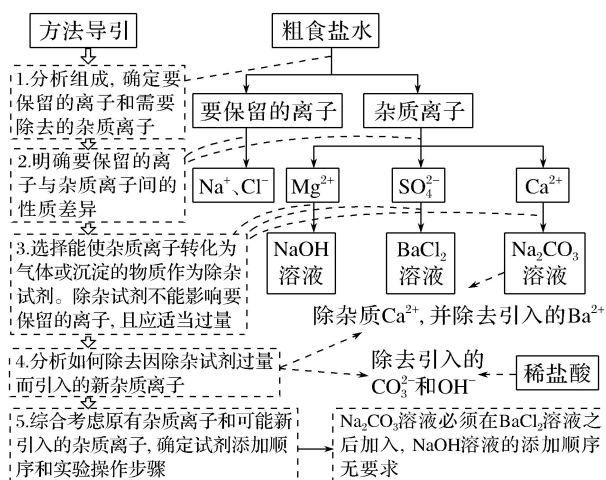 方法导引
粗食盐水
1.分析组成,确定要
保留的离子和需要
除去的杂质离子
要保留的离子
杂质离子
2.明确要保留的离
子与杂质离子间的
性质差异
Na⁺、Cl⁻
Mg²⁺
SO₄²⁻
Ca²⁺
3.选择能使杂质离子转化为
气体或沉淀的物质作为除杂
试剂。除杂试剂不能影响要
保留的离子,且应适当过量
NaOH
溶液
BaCl₂
溶液
Na₂CO₃
溶液
除杂质Ca²⁺,并除去引入的Ba²⁺
4.分析如何除去因除杂试剂过量
而引入的新杂质离子
除去引入的
CO₃²⁻和OH⁻
稀盐酸
5.综合考虑原有杂质离子和可能新
引入的杂质离子,确定试剂添加顺
序和实验操作步骤
Na₂CO₃溶液必须在BaCl₂溶液之
后加入, NaOH溶液的添加顺序
无要求